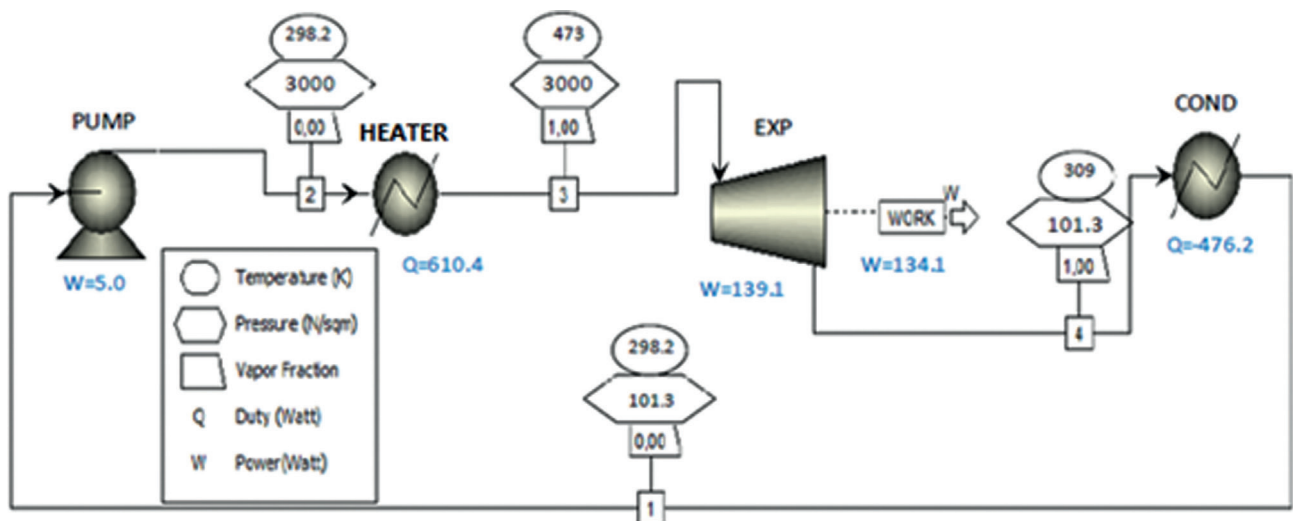 298.2
3000
0,00
473
3000
1,00
PUMP
HEATER
EXP
COND
2
3
309
101.3
1,00
W
WORK
W=5.0
Q=610.4
W=139.1
W=134.1
Q=-476.2
4
Temperature (K)
Pressure (N/sqm)
Vapor Fraction
Q Duty (Watt)
W Power(Watt)
298.2
101.3
0,00
1